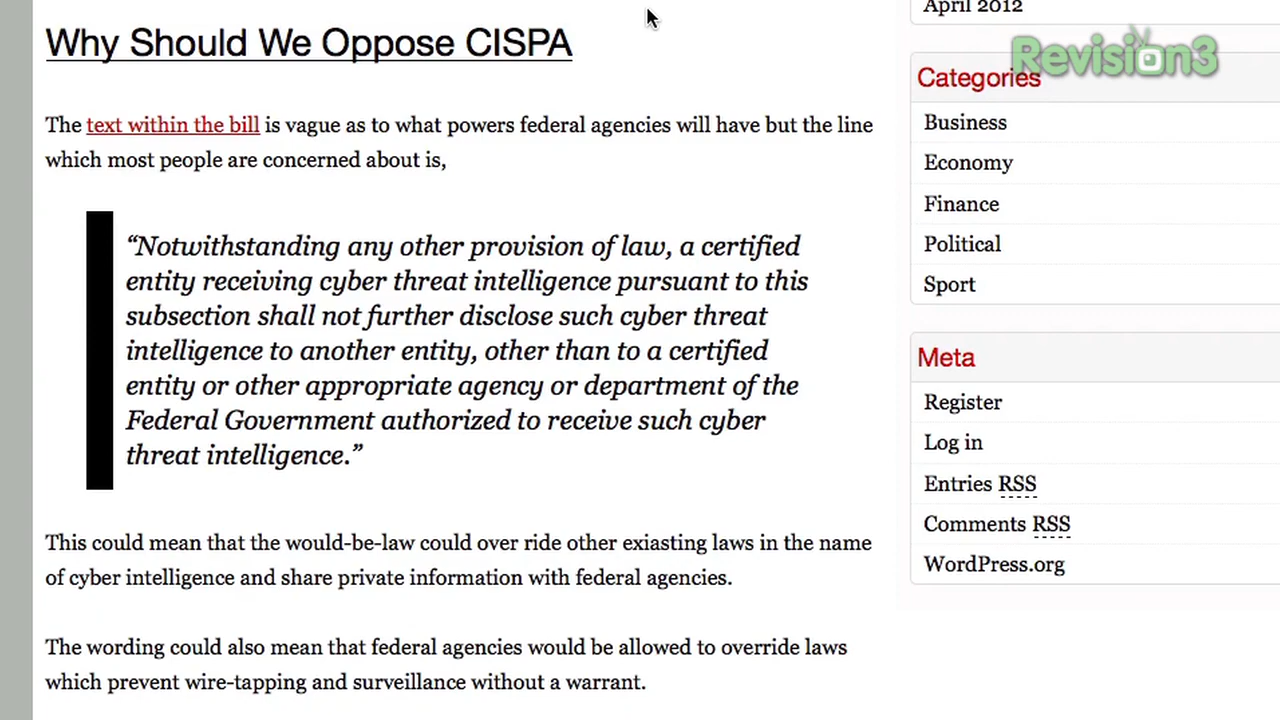 Why Should We Oppose CISPA
The text within the bill is vague as to what powers federal agencies will have but the line
which most people are concerned about is,
“Notwithstanding any other provision of law, a certified
entity receiving cyber threat intelligence pursuant to this
subsection shall not further disclose such cyber threat
intelligence to another entity, other than to a certified
entity or other appropriate agency or department of the
Federal Government authorized to receive such cyber
threat intelligence.”
This could mean that the would-be-law could over ride other exiasting laws in the name
of cyber intelligence and share private information with federal agencies.
The wording could also mean that federal agencies would be allowed to override laws
which prevent wire-tapping and surveillance without a warrant.
April 2012
Revision3
Categories
Business
Economy
Finance
Political
Sport
Meta
Register
Log in
Entries RSS
Comments RSS
WordPress.org